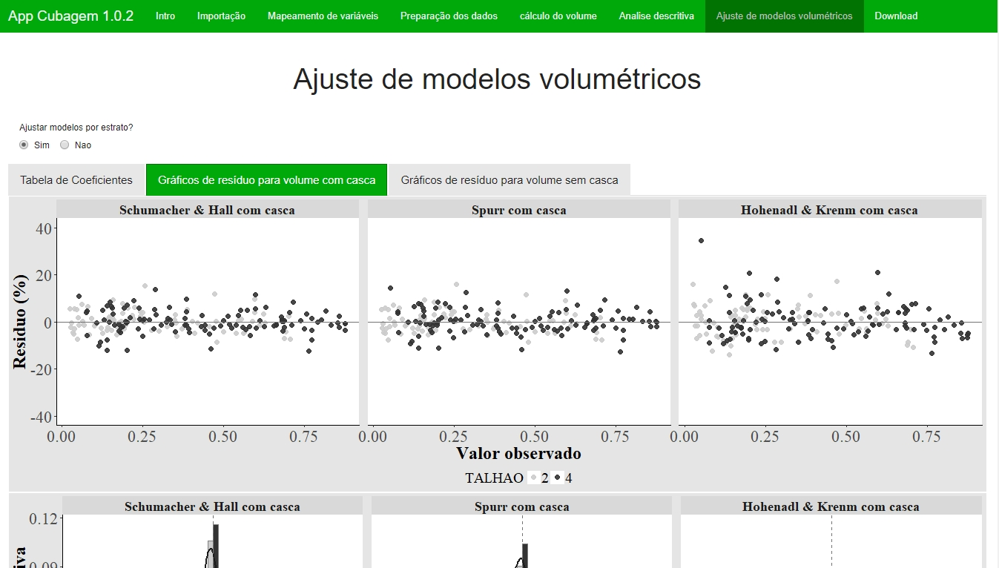 App Cubagem 1.0.2 Intro Importação Mapeamento de variáveis Preparação dos dados cálculo do volume Analise descritiva Ajuste de modelos volumétricos Download
Ajuste de modelos volumétricos
Ajustar modelos por estrato?
Sim Nao
Tabela de Coeficientes Gráficos de resíduo para volume com casca Gráficos de resíduo para volume sem casca
Schumacher & Hall com casca Spurr com casca Hohenadl & Krenm com casca
40
20
0
-20
-40
Resíduo (%)
0.00 0.25 0.50 0.75 0.00 0.25 0.50 0.75 0.00 0.25 0.50 0.75
Valor observado
TALHAO 2 4
Schumacher & Hall com casca Spurr com casca Hohenadl & Krenm com casca
0.12
0.09